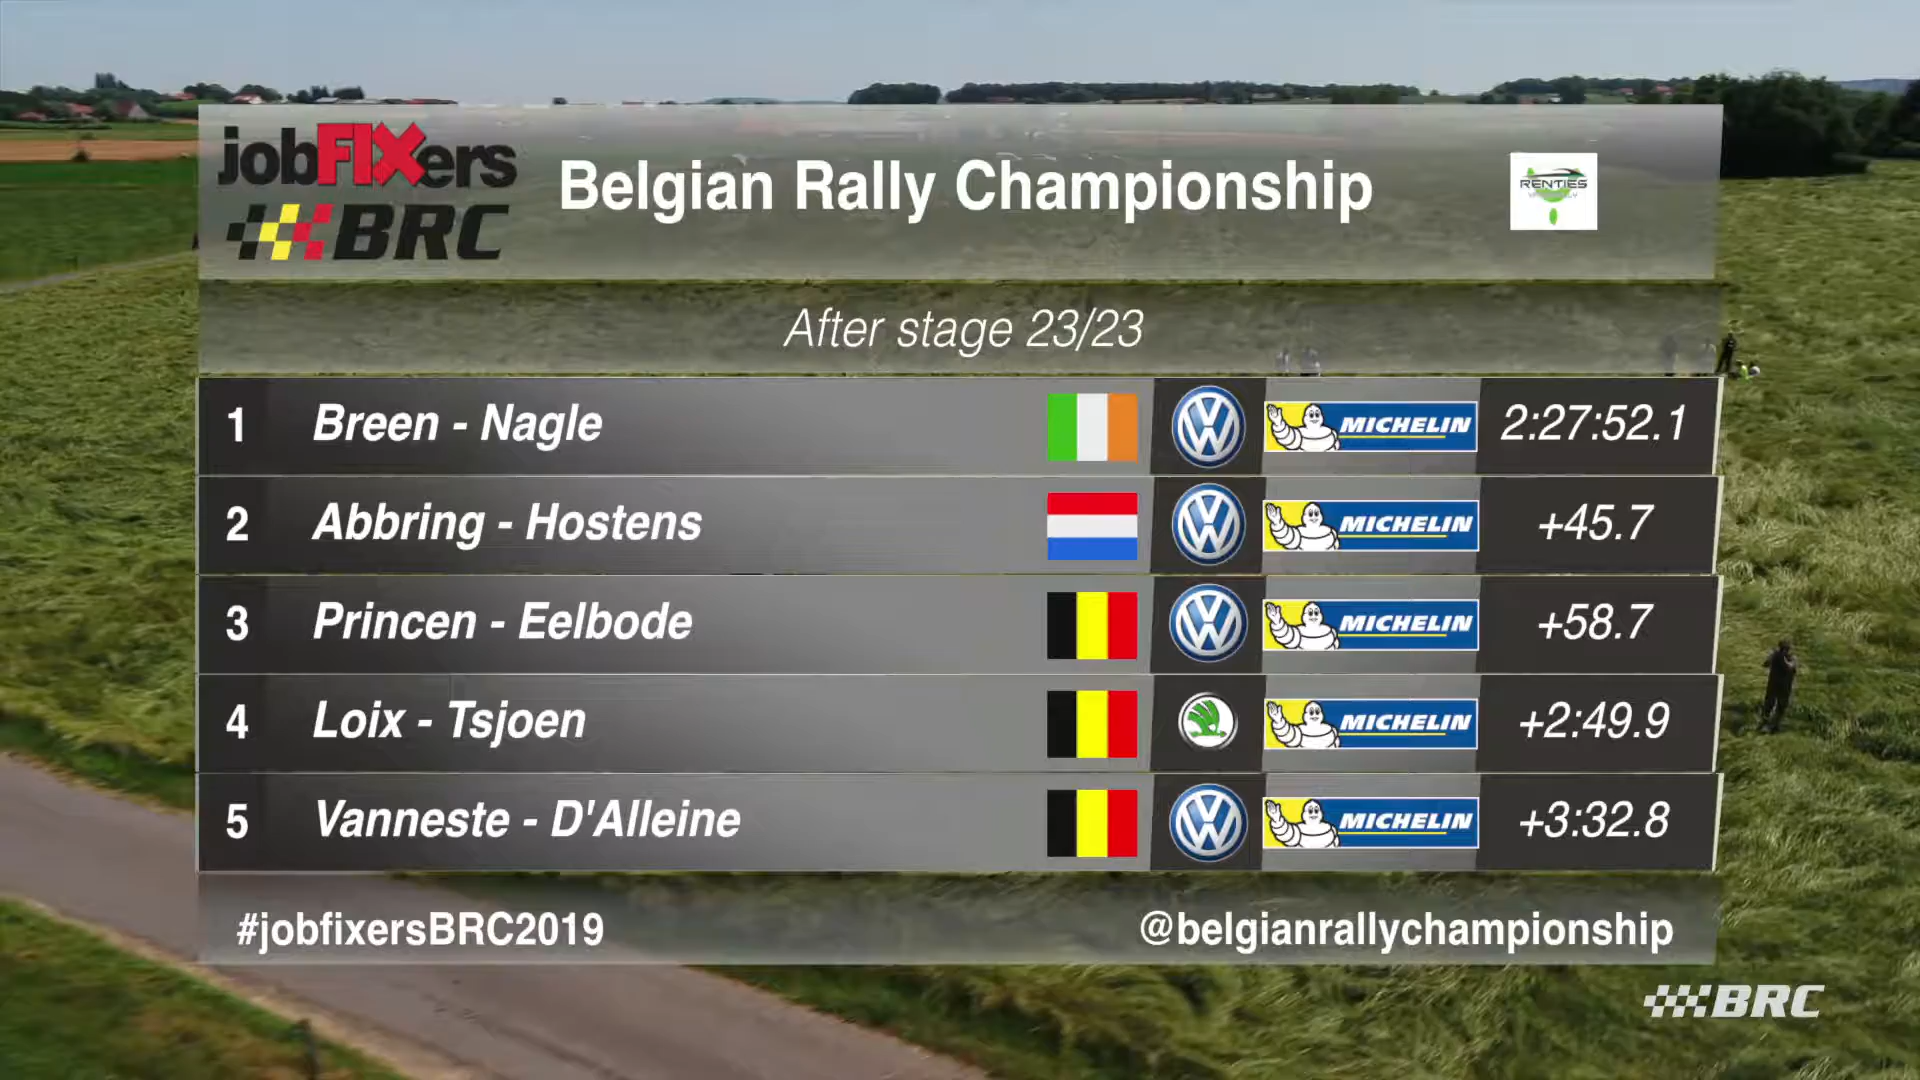 jobFIXers
BRC
Belgian Rally Championship
RENTIES
After stage 23/23
1 Breen - Nagle MICHELIN 2:27:52.1
2 Abbring - Hostens MICHELIN +45.7
3 Princen - Eelbode MICHELIN +58.7
4 Loix - Tsjoen MICHELIN +2:49.9
5 Vanneste - D'Alleine MICHELIN +3:32.8
#jobfixersBRC2019
@belgianrallychampionship
BRC